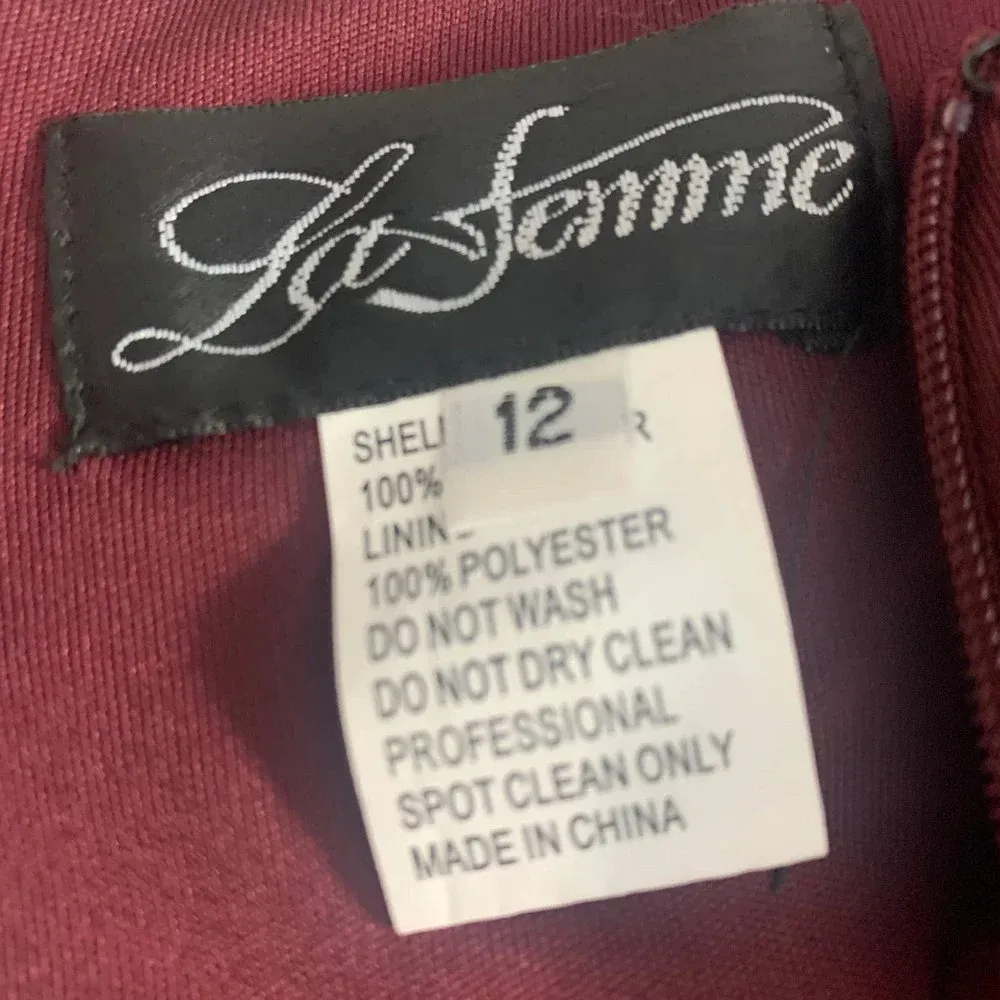 La Femme
12
SHELL
100%
LININ
100% POLYESTER
DO NOT WASH
DO NOT DRY CLEAN
PROFESSIONAL
SPOT CLEAN ONLY
MADE IN CHINA